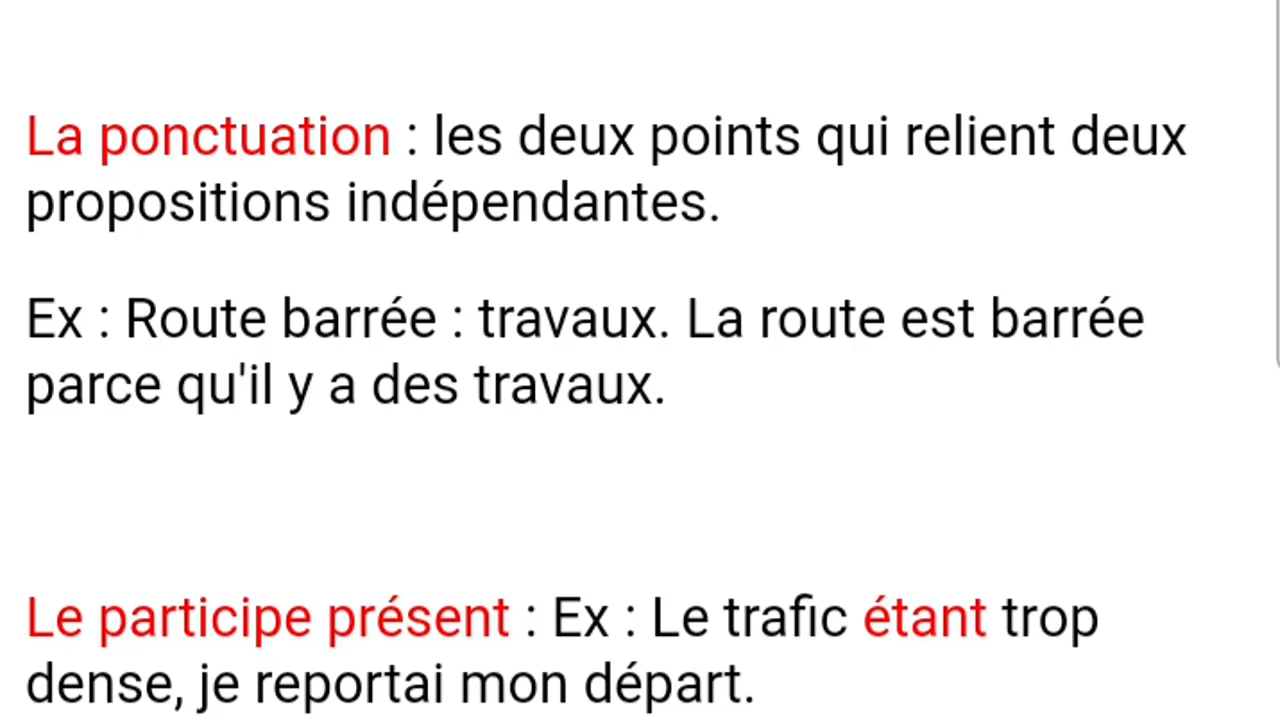 La ponctuation : les deux points qui relient deux
propositions indépendantes.
Ex : Route barrée : travaux. La route est barrée
parce qu'il y a des travaux.
Le participe présent : Ex : Le trafic étant trop
dense, je reportai mon départ.